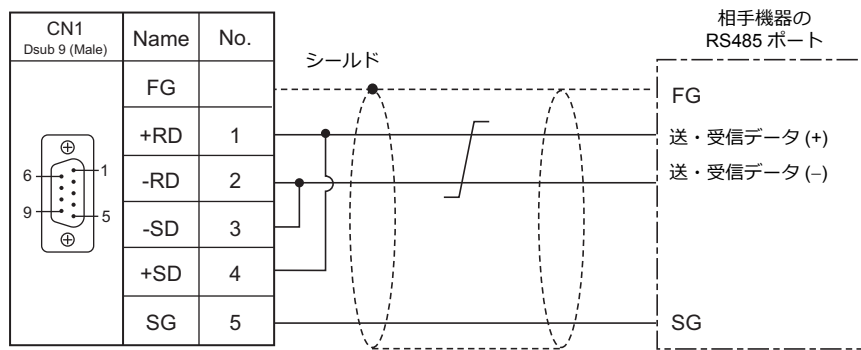 相手機器の
RS485 ポート
CN1
Dsub 9 (Male)
Name
No.
シールド
FG
FG
+RD
1
送・受信データ (+)
-RD
2
送・受信データ (−)
-SD
3
+SD
4
SG
5
SG
6
1
9
5